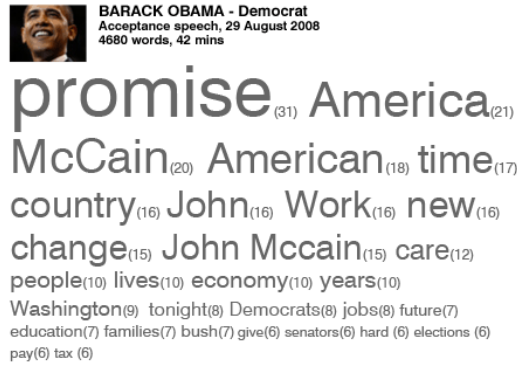 BARACK OBAMA - Democrat
Acceptance speech, 29 August 2008
4680 words, 42 mins
promise(31) America(21)
McCain(20) American(18) time(17)
country(16) John(16) Work(16) new(16)
change(15) John Mccain(15) care(12)
people(10) lives(10) economy(10) years(10)
Washington(9) tonight(8) Democrats(8) jobs(8) future(7)
education(7) families(7) bush(7) give(6) senators(6) hard (6) elections (6)
pay(6) tax (6)